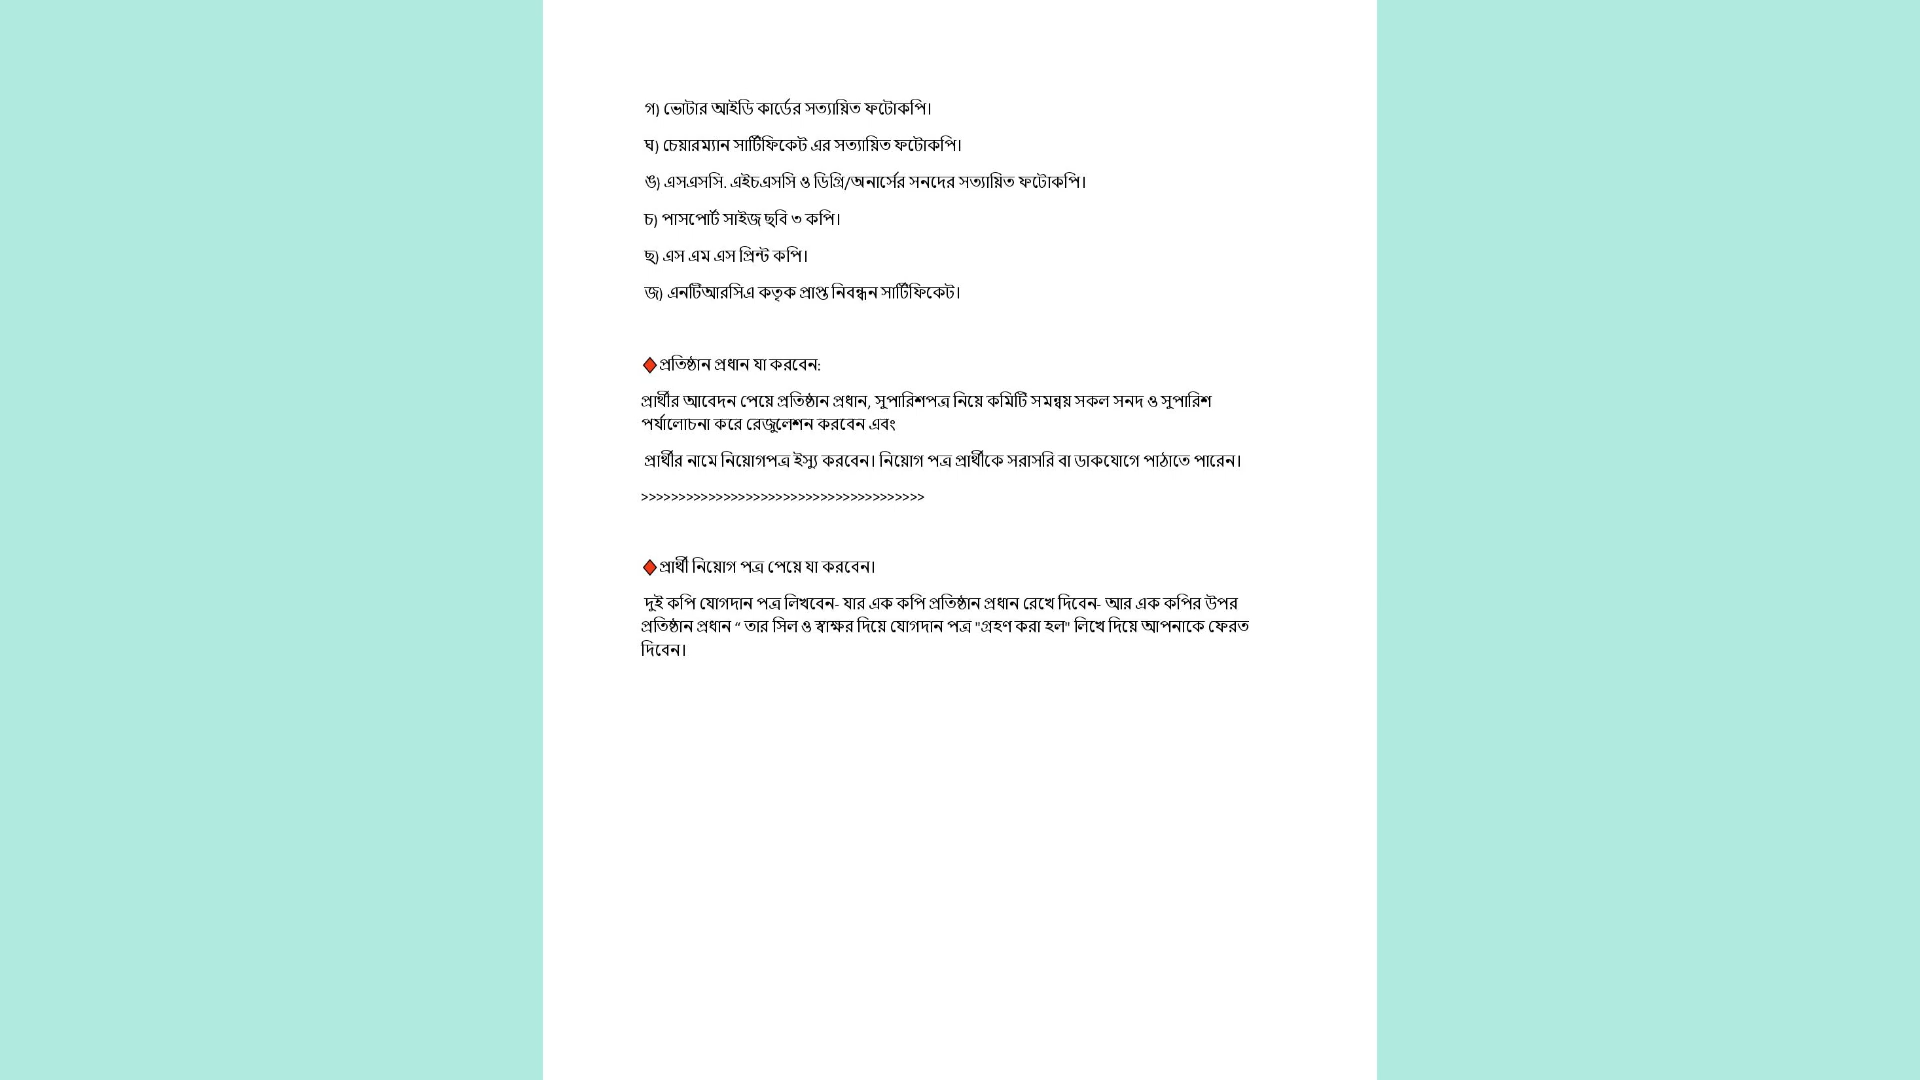 গ) ভোটার আইডি কার্ডের সত্যায়িত ফটোকপি।
ঘ) চেয়ারম্যান সার্টিফিকেট এর সত্যায়িত ফটোকপি।
ঙ) এসএসসি. এইচএসসি ও ডিগ্রি/অনার্সের সনদের সত্যায়িত ফটোকপি।
চ) পাসপোর্ট সাইজ ছবি ৩ কপি।
ছ) এস এম এস প্রিন্ট কপি।
জ) এনটিআরসিএ কতৃক প্রাপ্ত নিবন্ধন সার্টিফিকেট।
♦প্রতিষ্ঠান প্রধান যা করবেন:
প্রার্থীর আবেদন পেয়ে প্রতিষ্ঠান প্রধান, সুপারিশপত্র নিয়ে কমিটি সমন্বয় সকল সনদ ও সুপারিশ
পর্যালোচনা করে রেজুলেশন করবেন এবং
প্রার্থীর নামে নিয়োগপত্র ইস্যু করবেন। নিয়োগ পত্র প্রার্থীকে সরাসরি বা ডাকযোগে পাঠাতে পারেন।
>>>>>>>>>>>>>>>>>>>>>>>>>>>>>>>>>>>>>>
♦প্রার্থী নিয়োগ পত্র পেয়ে যা করবেন।
দুই কপি যোগদান পত্র লিখবেন- যার এক কপি প্রতিষ্ঠান প্রধান রেখে দিবেন- আর এক কপির উপর
প্রতিষ্ঠান প্রধান “ তার সিল ও স্বাক্ষর দিয়ে যোগদান পত্র "গ্রহণ করা হল" লিখে দিয়ে আপনাকে ফেরত
দিবেন।